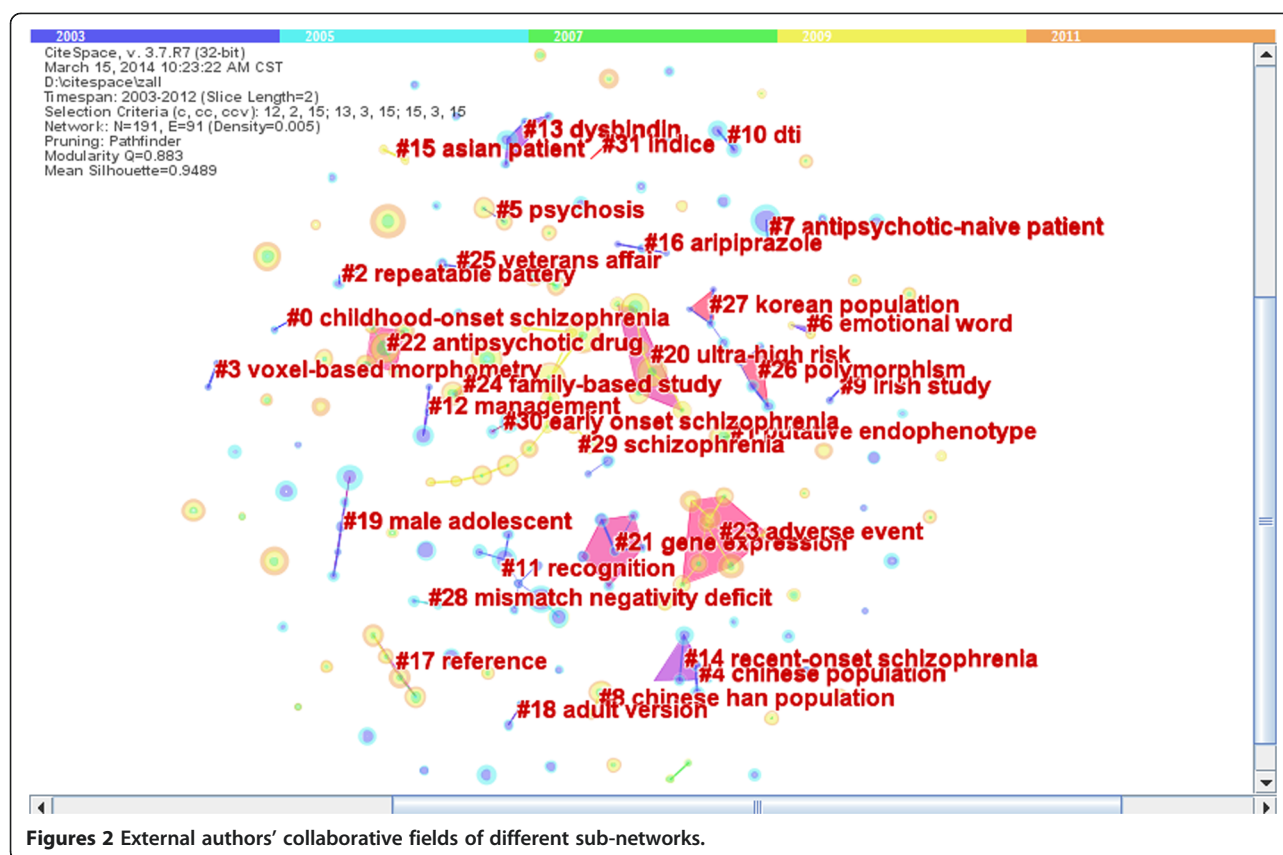 2003 2005 2007 2009 2011
CiteSpace, v. 3.7.R7 (32-bit)
March 15, 2014 10:23:22 AM CST
D:\citespace\zall
Timespan: 2003-2012 (Slice Length=2)
Selection Criteria (c, cc, ccv): 12, 2, 15; 13, 3, 15; 15, 3, 15
Network: N=191, E=91 (Density=0.005)
Pruning: Pathfinder
Modularity Q=0.883
Mean Silhouette=0.9489
#13 dysbindin
#10 dti
#31 indice
#15 asian patient
#5 psychosis
#7 antipsychotic-naive patient
#16 aripiprazole
#25 veterans affair
#2 repeatable battery
#27 korean population
#0 childhood-onset schizophrenia
#6 emotional word
#22 antipsychotic drug
#20 ultra-high risk
#3 voxel-based morphometry
#26 polymorphism
#24 family-based study
#9 irish study
#12 management
#30 early onset schizophrenia
#1 putative endophenotype
#29 schizophrenia
#19 male adolescent
#23 adverse event
#21 gene expression
#11 recognition
#28 mismatch negativity deficit
#17 reference
#14 recent-onset schizophrenia
#4 chinese population
#8 chinese han population
#18 adult version
Figures 2 External authors' collaborative fields of different sub-networks.